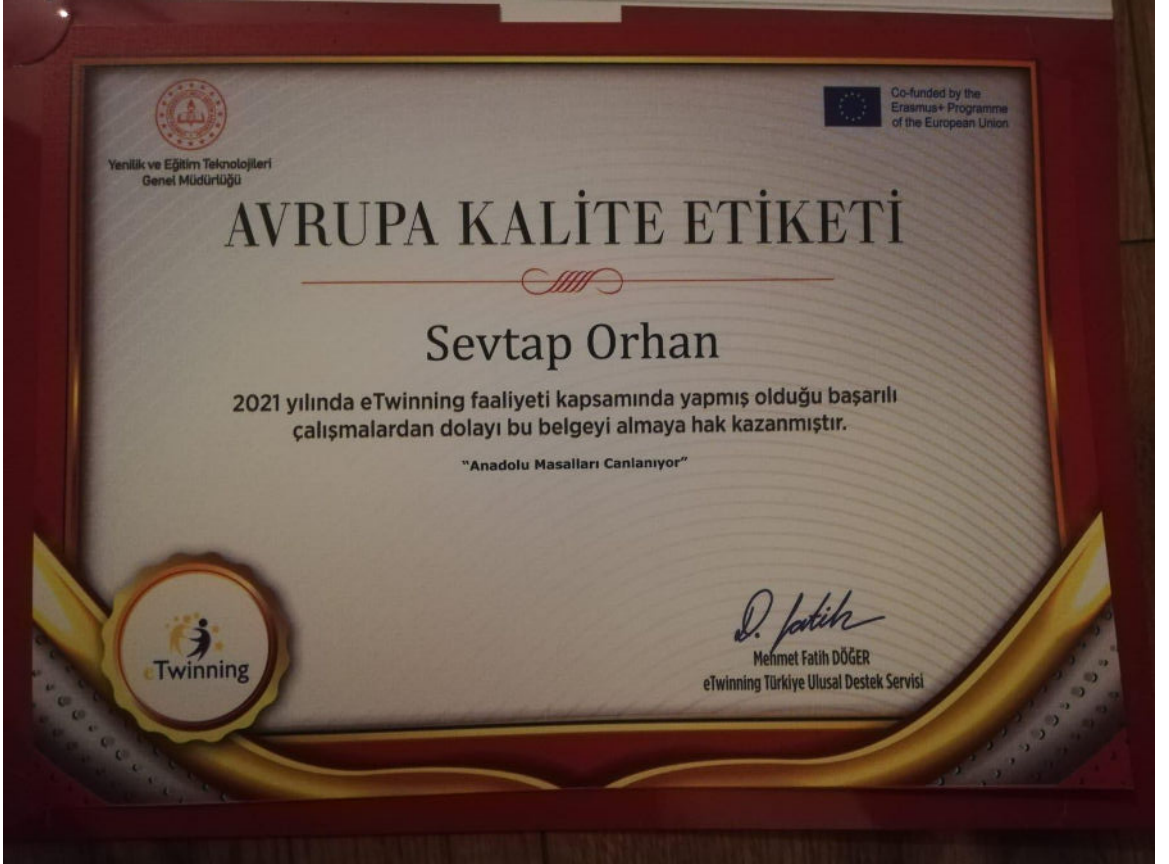 Yenilik ve Eğitim Teknolojileri
Genel Müdürlüğü
Co-funded by the
Erasmus+ Programme
of the European Union
AVRUPA KALİTE ETİKETİ
Sevtap Orhan
2021 yılında eTwinning faaliyeti kapsamında yapmış olduğu başarılı
çalışmalardan dolayı bu belgeyi almaya hak kazanmıştır.
"Anadolu Masalları Canlanıyor"
eTwinning
D. fatih
Mehmet Fatih DÖĞER
eTwinning Türkiye Ulusal Destek Servisi